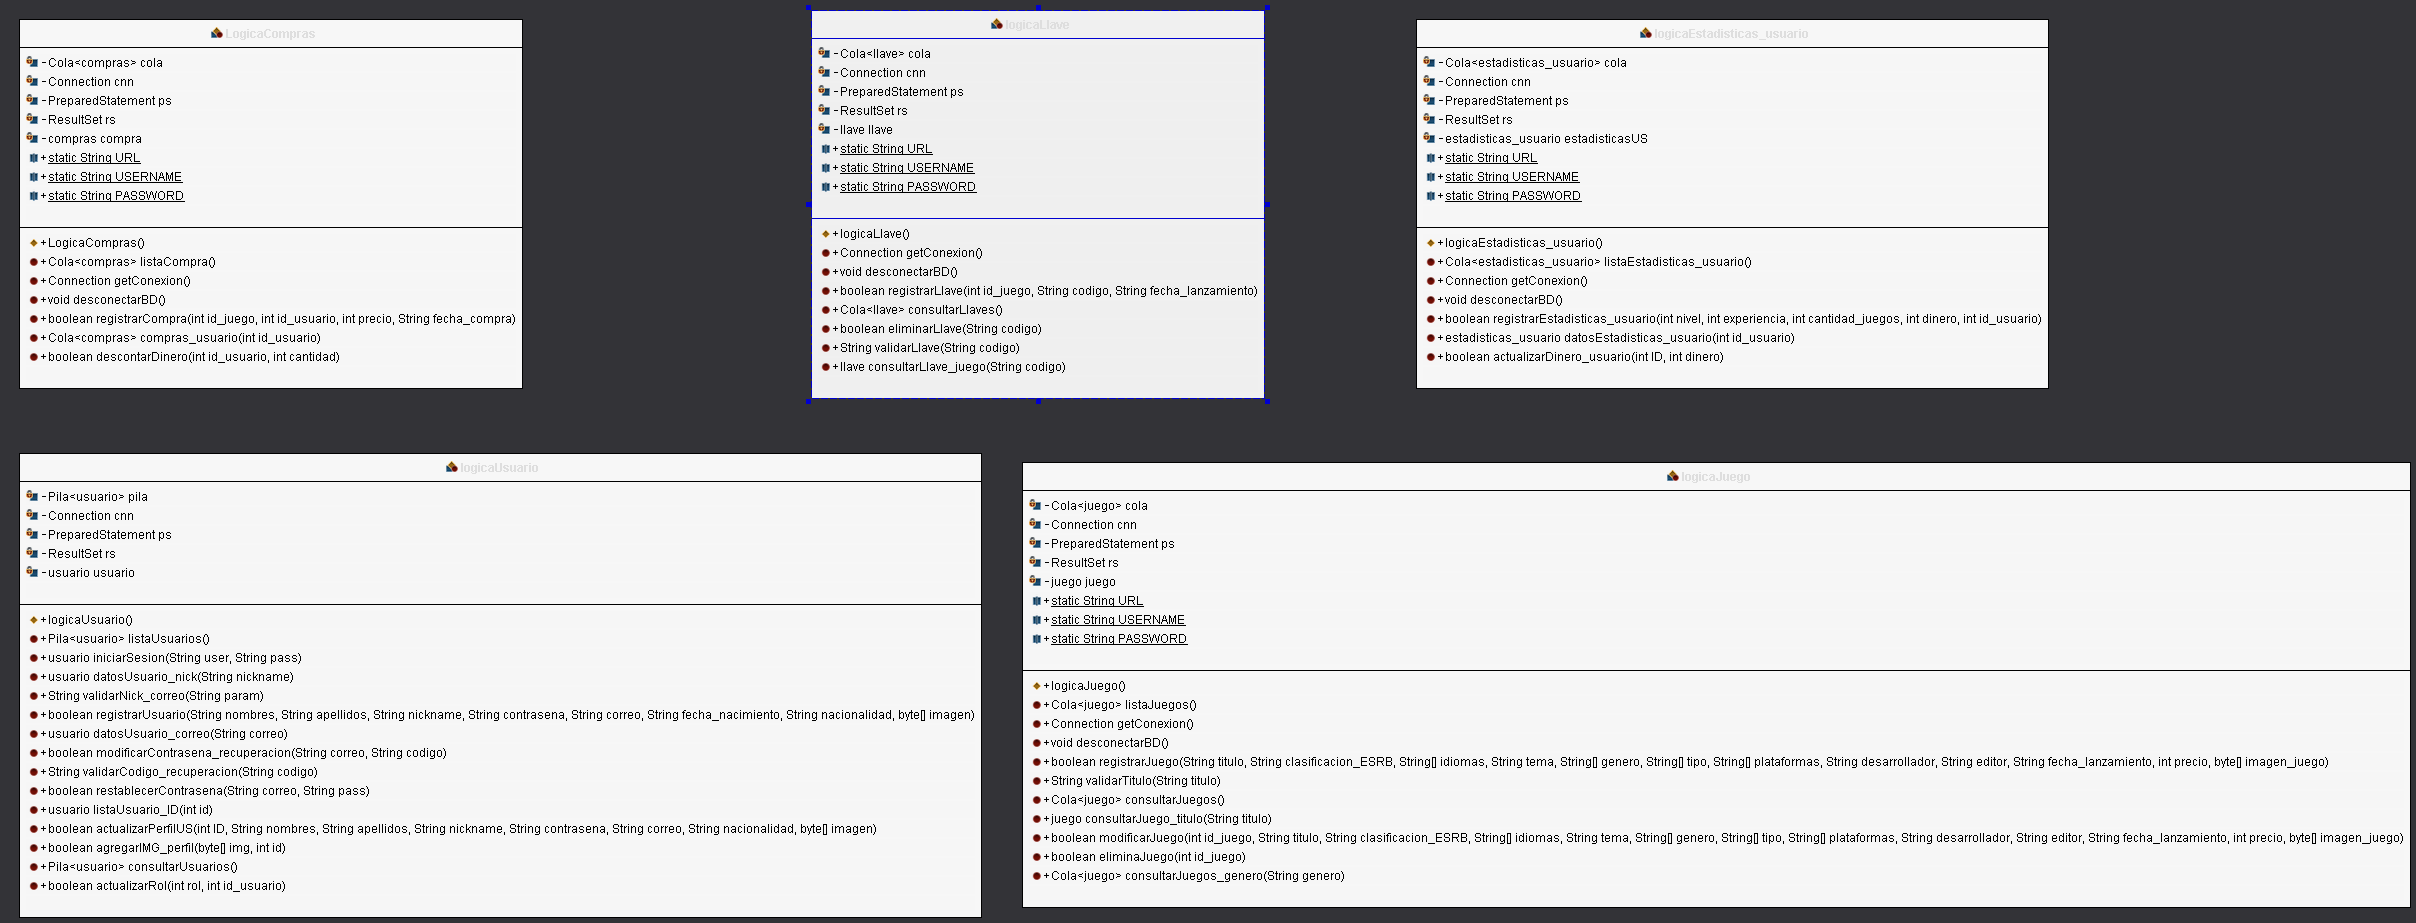 LogicaCompras
-Cola<compras> cola
-Connection cnn
-PreparedStatement ps
-ResultSet rs
-compras compra
+static String URL
+static String USERNAME
+static String PASSWORD
+LogicaCompras()
+Cola<compras> listaCompra()
+Connection getConexion()
+void desconectarBD()
+boolean registrarCompra(int id_juego, int id_usuario, int precio, String fecha_compra)
+Cola<compras> compras_usuario(int id_usuario)
+boolean descontarDinero(int id_usuario, int cantidad)
logicaLlave
-Cola<llave> cola
-Connection cnn
-PreparedStatement ps
-ResultSet rs
-llave llave
+static String URL
+static String USERNAME
+static String PASSWORD
+logicaLlave()
+Connection getConexion()
+void desconectarBD()
+boolean registrarLlave(int id_juego, String codigo, String fecha_lanzamiento)
+Cola<llave> consultarLlaves()
+boolean eliminarLlave(String codigo)
+String validarLlave(String codigo)
+llave consultarLlave_juego(String codigo)
logicaEstadisticas_usuario
-Cola<estadisticas_usuario> cola
-Connection cnn
-PreparedStatement ps
-ResultSet rs
-estadisticas_usuario estadisticasUS
+static String URL
+static String USERNAME
+static String PASSWORD
+logicaEstadisticas_usuario()
+Cola<estadisticas_usuario> listaEstadisticas_usuario()
+Connection getConexion()
+void desconectarBD()
+boolean registrarEstadisticas_usuario(int nivel, int experiencia, int cantidad_juegos, int dinero, int id_usuario)
+estadisticas_usuario datosEstadisticas_usuario(int id_usuario)
+boolean actualizarDinero_usuario(int ID, int dinero)
logicaUsuario
-Pila<usuario> pila
-Connection cnn
-PreparedStatement ps
-ResultSet rs
-usuario usuario
+logicaUsuario()
+Pila<usuario> listaUsuarios()
+usuario iniciarSesion(String user, String pass)
+usuario datosUsuario_nick(String nickname)
+String validarNick_correo(String param)
+boolean registrarUsuario(String nombres, String apellidos, String nickname, String contrasena, String correo, String fecha_nacimiento, String nacionalidad, byte[] imagen)
+usuario datosUsuario_correo(String correo)
+boolean modificarContrasena_recuperacion(String correo, String codigo)
+String validarCodigo_recuperacion(String codigo)
+boolean restablecerContrasena(String correo, String pass)
+usuario listaUsuario_ID(int id)
+boolean actualizarPerfilUS(int ID, String nombres, String apellidos, String nickname, String contrasena, String correo, String nacionalidad, byte[] imagen)
+boolean agregarIMG_perfil(byte[] img, int id)
+Pila<usuario> consultarUsuarios()
+boolean actualizarRol(int rol, int id_usuario)
logicaJuego
-Cola<juego> cola
-Connection cnn
-PreparedStatement ps
-ResultSet rs
-juego juego
+static String URL
+static String USERNAME
+static String PASSWORD
+logicaJuego()
+Cola<juego> listaJuegos()
+Connection getConexion()
+void desconectarBD()
+boolean registrarJuego(String titulo, String clasificacion_ESRB, String[] idiomas, String tema, String[] genero, String[] tipo, String[] plataformas, String desarrollador, String editor, String fecha_lanzamiento, int precio, byte[] imagen_juego)
+String validarTitulo(String titulo)
+Cola<juego> consultarJuegos()
+juego consultarJuego_titulo(String titulo)
+boolean modificarJuego(int id_juego, String titulo, String clasificacion_ESRB, String[] idiomas, String tema, String[] genero, String[] tipo, String[] plataformas, String desarrollador, String editor, String fecha_lanzamiento, int precio, byte[] imagen_juego)
+boolean eliminaJuego(int id_juego)
+Cola<juego> consultarJuegos_genero(String genero)